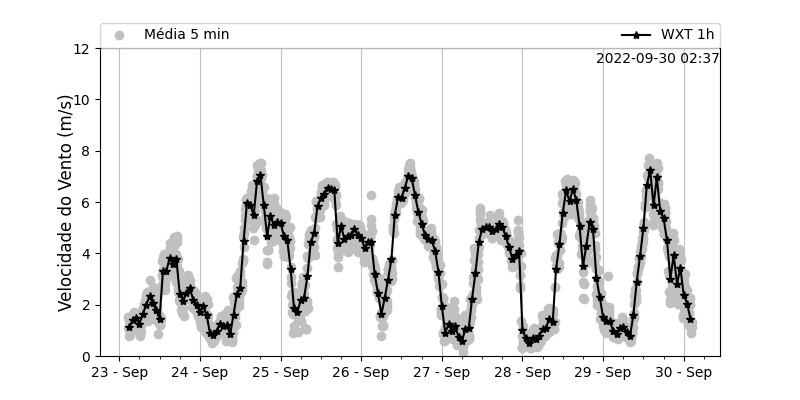 Média 5 min
WXT 1h
2022-09-30 02:37
Velocidade do Vento (m/s)
12
10
8
6
4
2
0
23 - Sep
24 - Sep
25 - Sep
26 - Sep
27 - Sep
28 - Sep
29 - Sep
30 - Sep